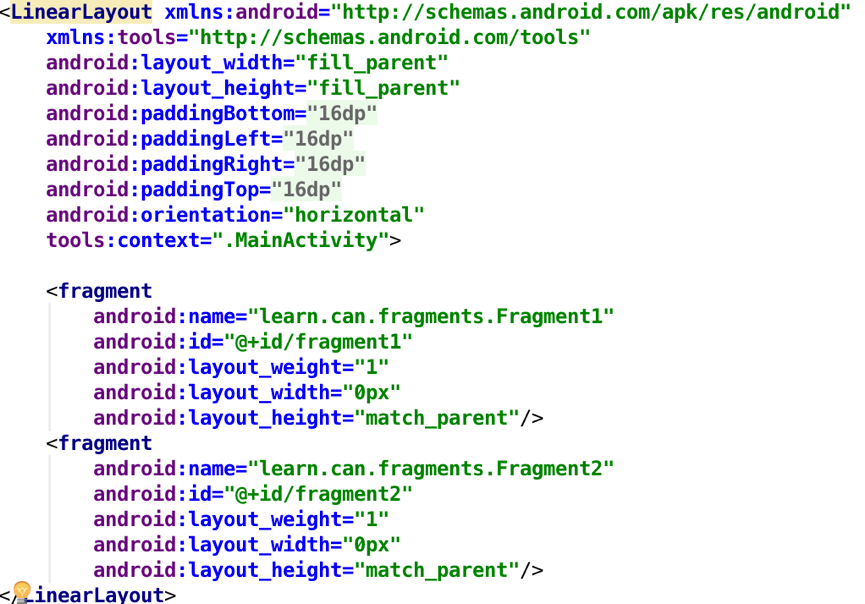 <LinearLayout xmlns:android="http://schemas.android.com/apk/res/android"
    xmlns:tools="http://schemas.android.com/tools"
    android:layout_width="fill_parent"
    android:layout_height="fill_parent"
    android:paddingBottom="16dp"
    android:paddingLeft="16dp"
    android:paddingRight="16dp"
    android:paddingTop="16dp"
    android:orientation="horizontal"
    tools:context=".MainActivity">

    <fragment
        android:name="learn.can.fragments.Fragment1"
        android:id="@+id/fragment1"
        android:layout_weight="1"
        android:layout_width="0px"
        android:layout_height="match_parent"/>
    <fragment
        android:name="learn.can.fragments.Fragment2"
        android:id="@+id/fragment2"
        android:layout_weight="1"
        android:layout_width="0px"
        android:layout_height="match_parent"/>
</LinearLayout>